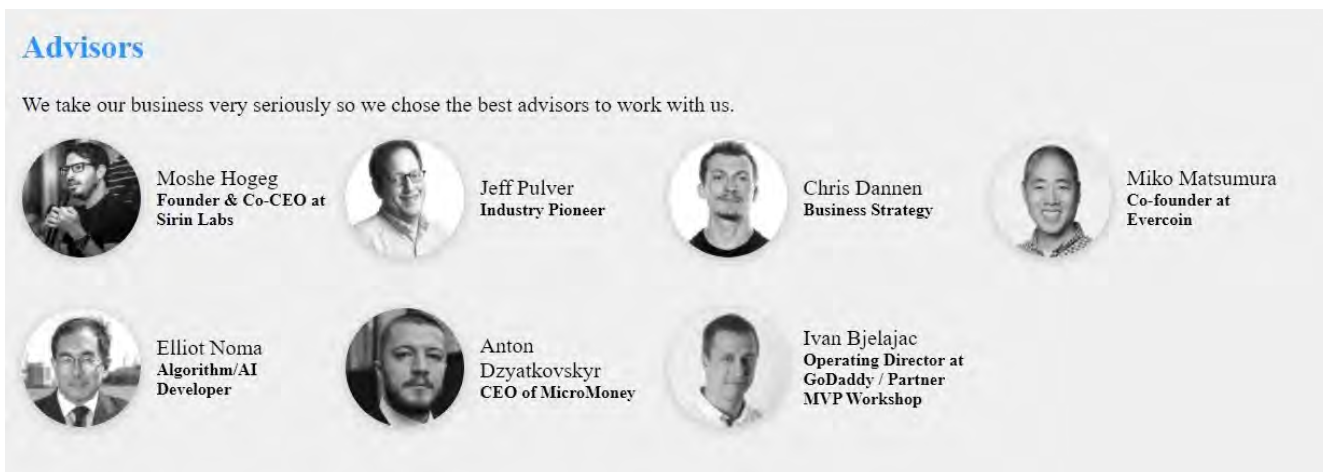 Advisors
We take our business very seriously so we chose the best advisors to work with us.
Moshe Hogeg
Founder & Co-CEO at
Sirin Labs
Jeff Pulver
Industry Pioneer
Chris Dannen
Business Strategy
Miko Matsumura
Co-founder at
Evercoin
Elliot Noma
Algorithm/AI
Developer
Anton
Dzyatkovskyr
CEO of MicroMoney
Ivan Bjelajac
Operating Director at
GoDaddy / Partner
MVP Workshop